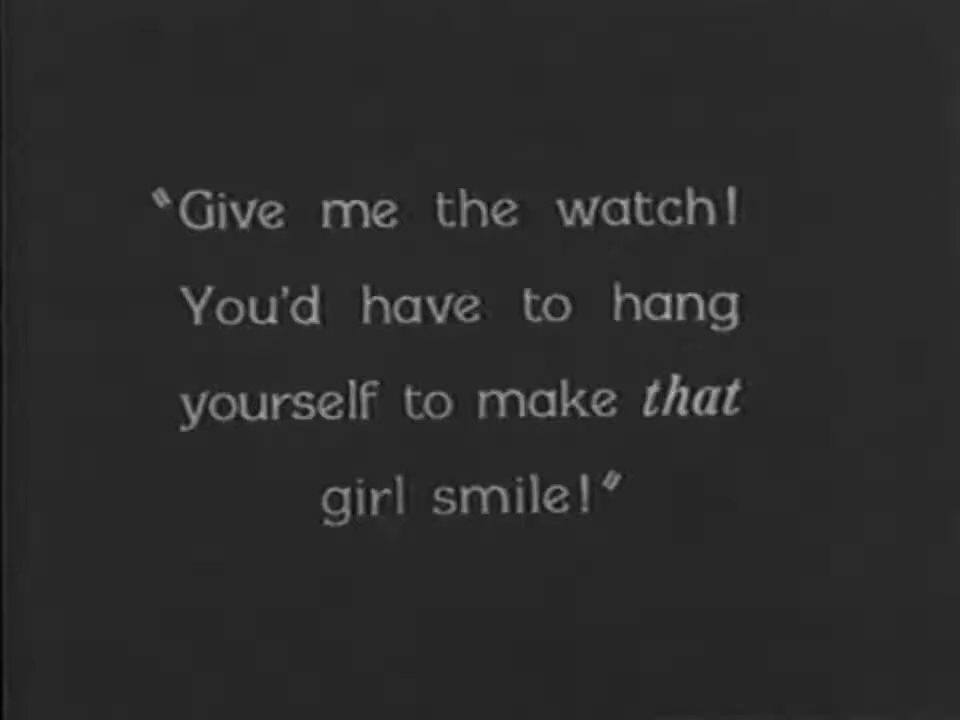 "Give me the watch!
You'd have to hang
yourself to make that
girl smile!"